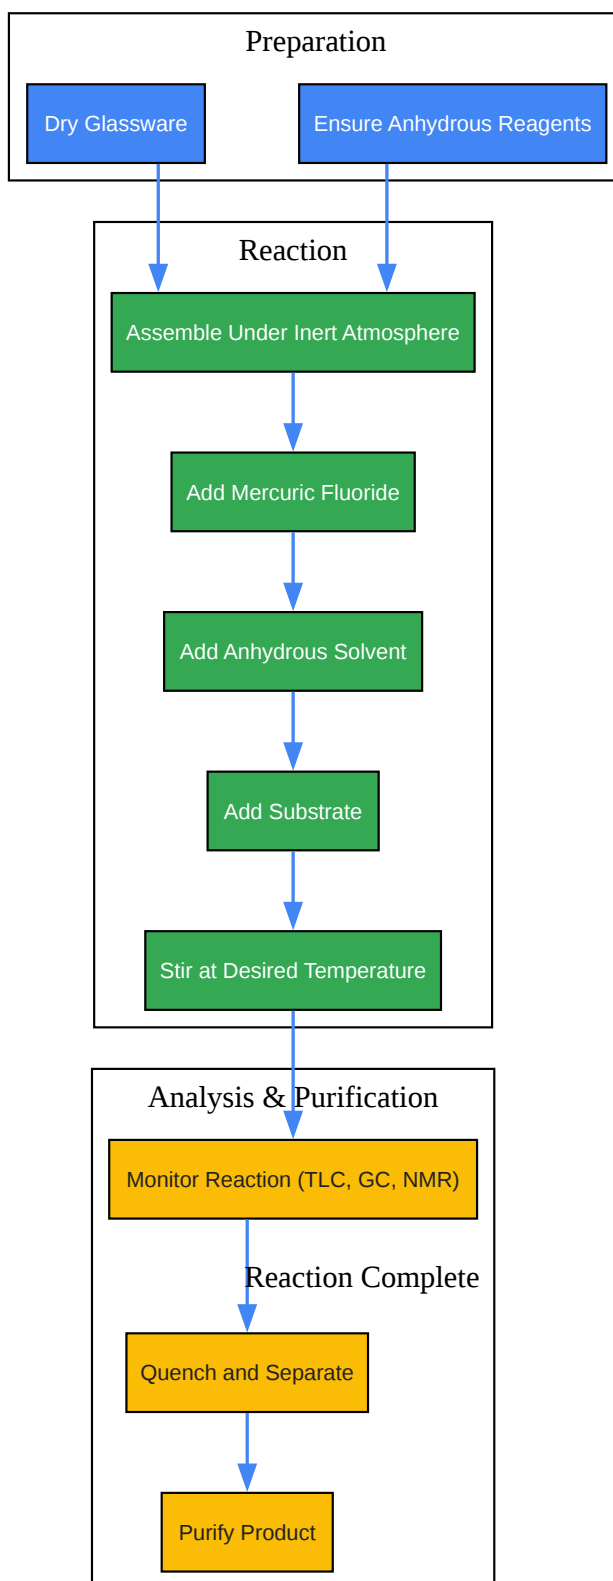 Preparation
Dry Glassware
Ensure Anhydrous Reagents
Reaction
Assemble Under Inert Atmosphere
Add Mercuric Fluoride
Add Anhydrous Solvent
Add Substrate
Stir at Desired Temperature
Analysis & Purification
Monitor Reaction (TLC, GC, NMR)
Reaction Complete
Quench and Separate
Purify Product